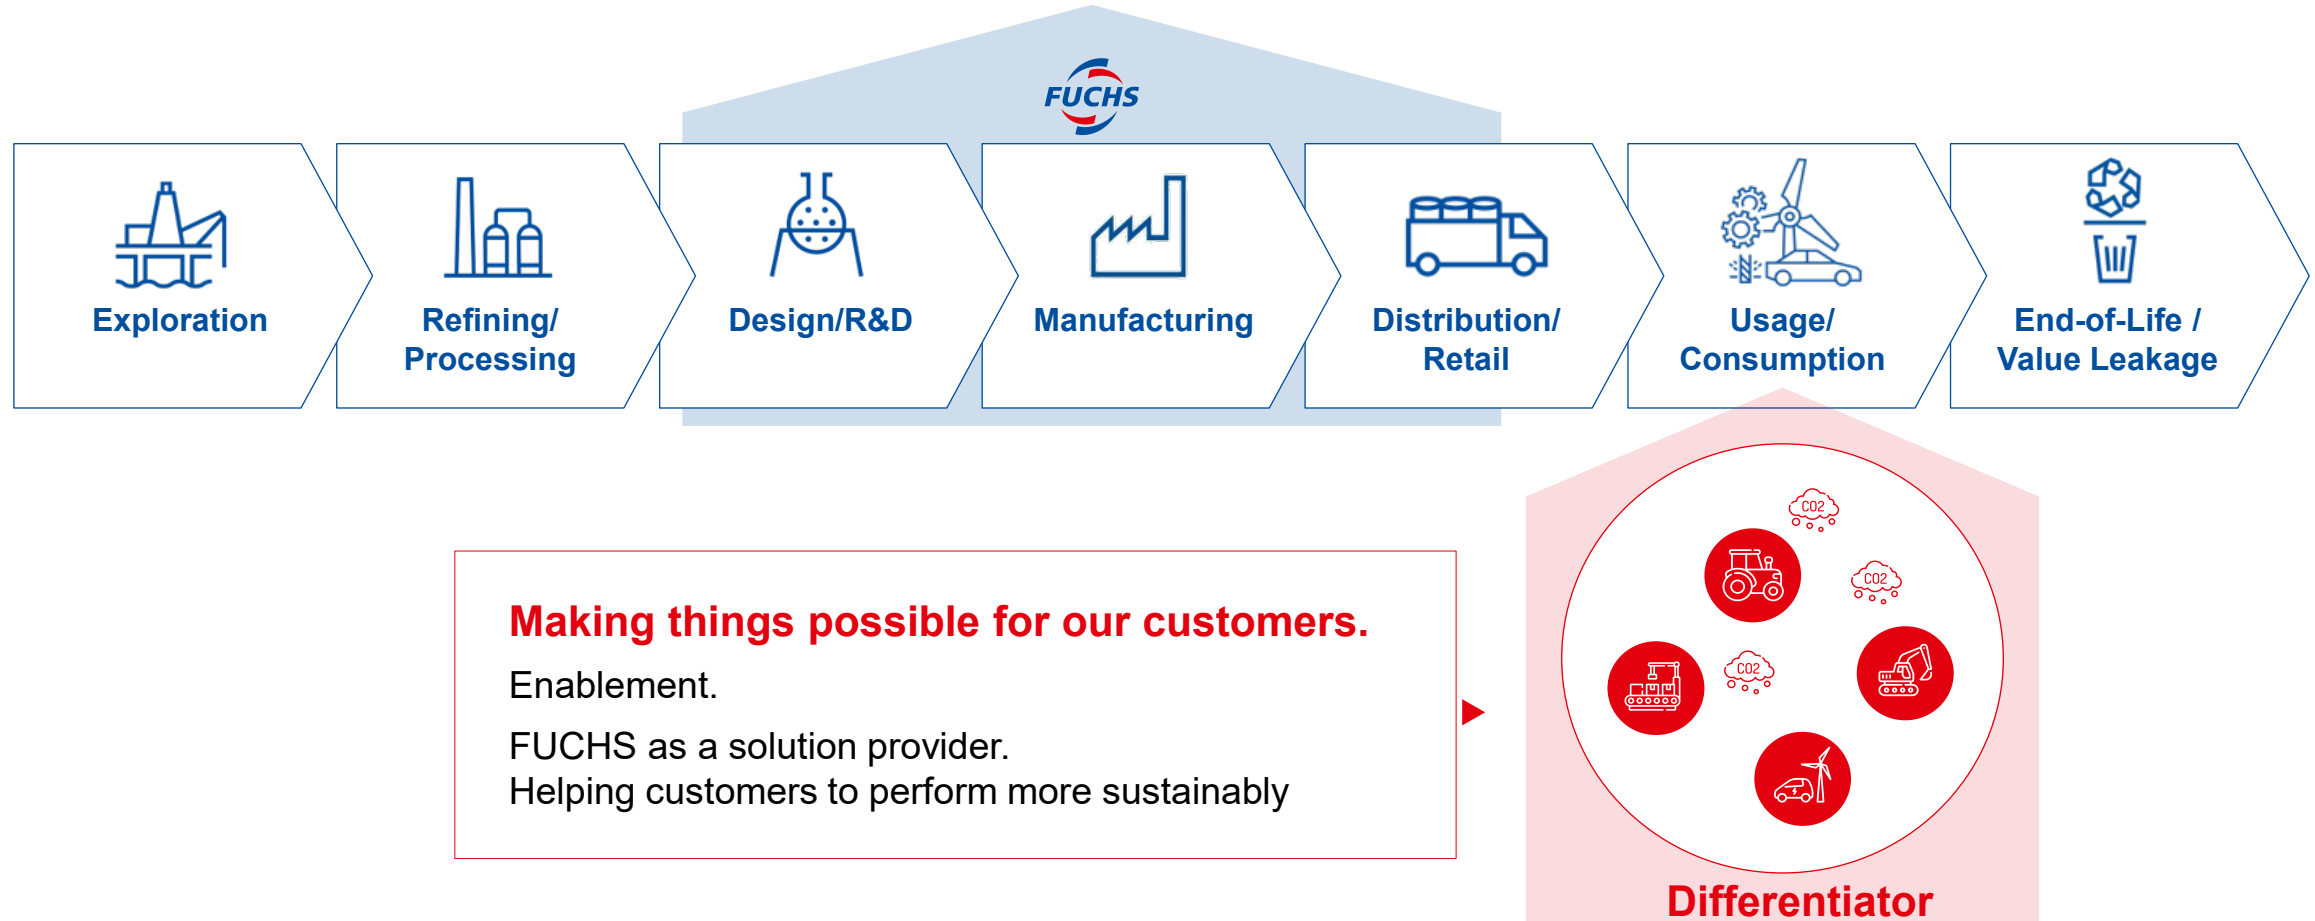 FUCHS
Exploration
Refining/
Processing
Design/R&D
Manufacturing
Distribution/
Retail
Usage/
Consumption
End-of-Life /
Value Leakage
CO2
CO2
CO2
Making things possible for our customers.
Enablement.
FUCHS as a solution provider.
Helping customers to perform more sustainably
Differentiator